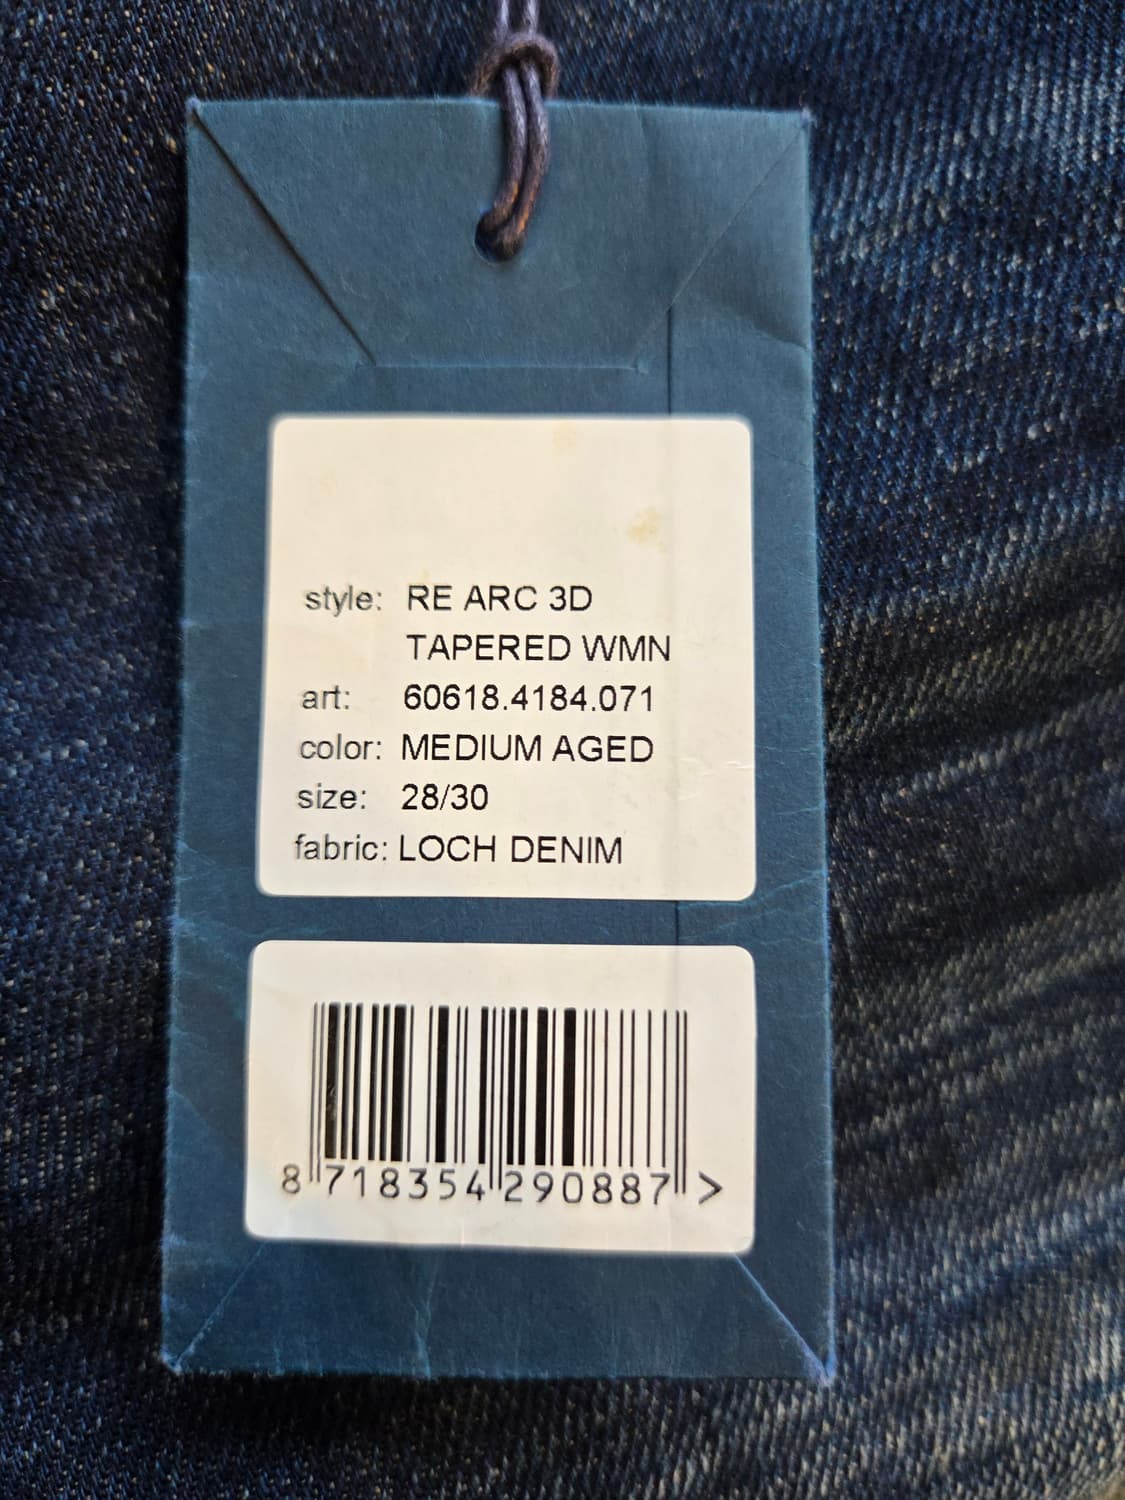 style: RE ARC 3D
TAPERED WMN
art: 60618.4184.071
color: MEDIUM AGED
size: 28/30
fabric: LOCH DENIM
8 718354 290887 >